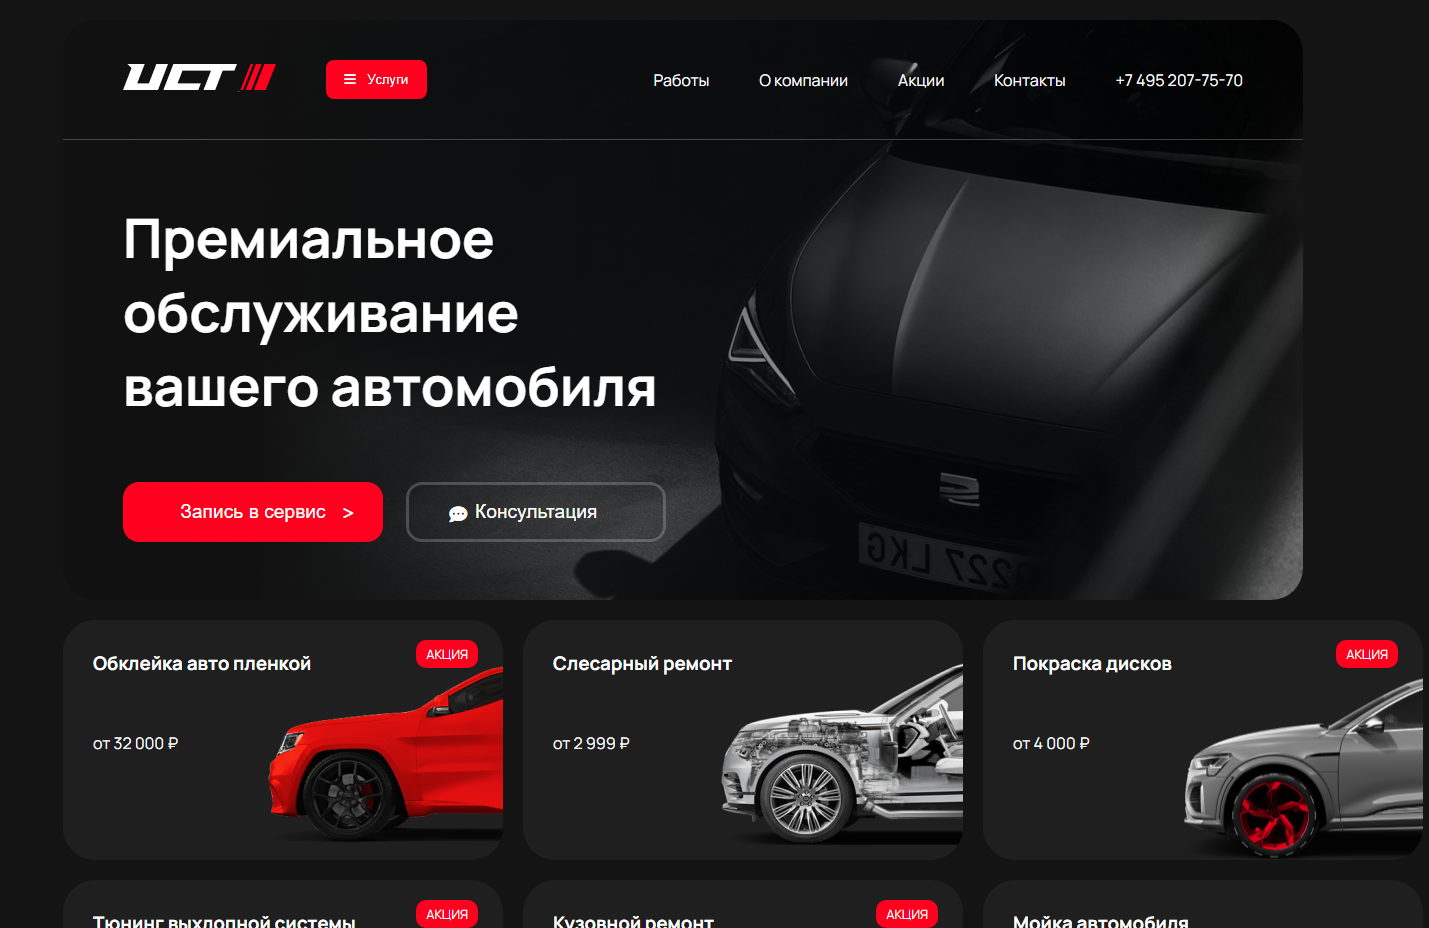 UCT
Услуги
Работы
О компании
Акции
Контакты
+7 495 207-75-70
Премиальное
обслуживание
вашего автомобиля
Запись в сервис >
Консультация
Обклейка авто пленкой
АКЦИЯ
от 32 000 ₽
Слесарный ремонт
от 2 999 ₽
Покраска дисков
АКЦИЯ
от 4 000 ₽
Тюнинг выхлопной системы
АКЦИЯ
Кузовной ремонт
АКЦИЯ
Мойка автомобиля